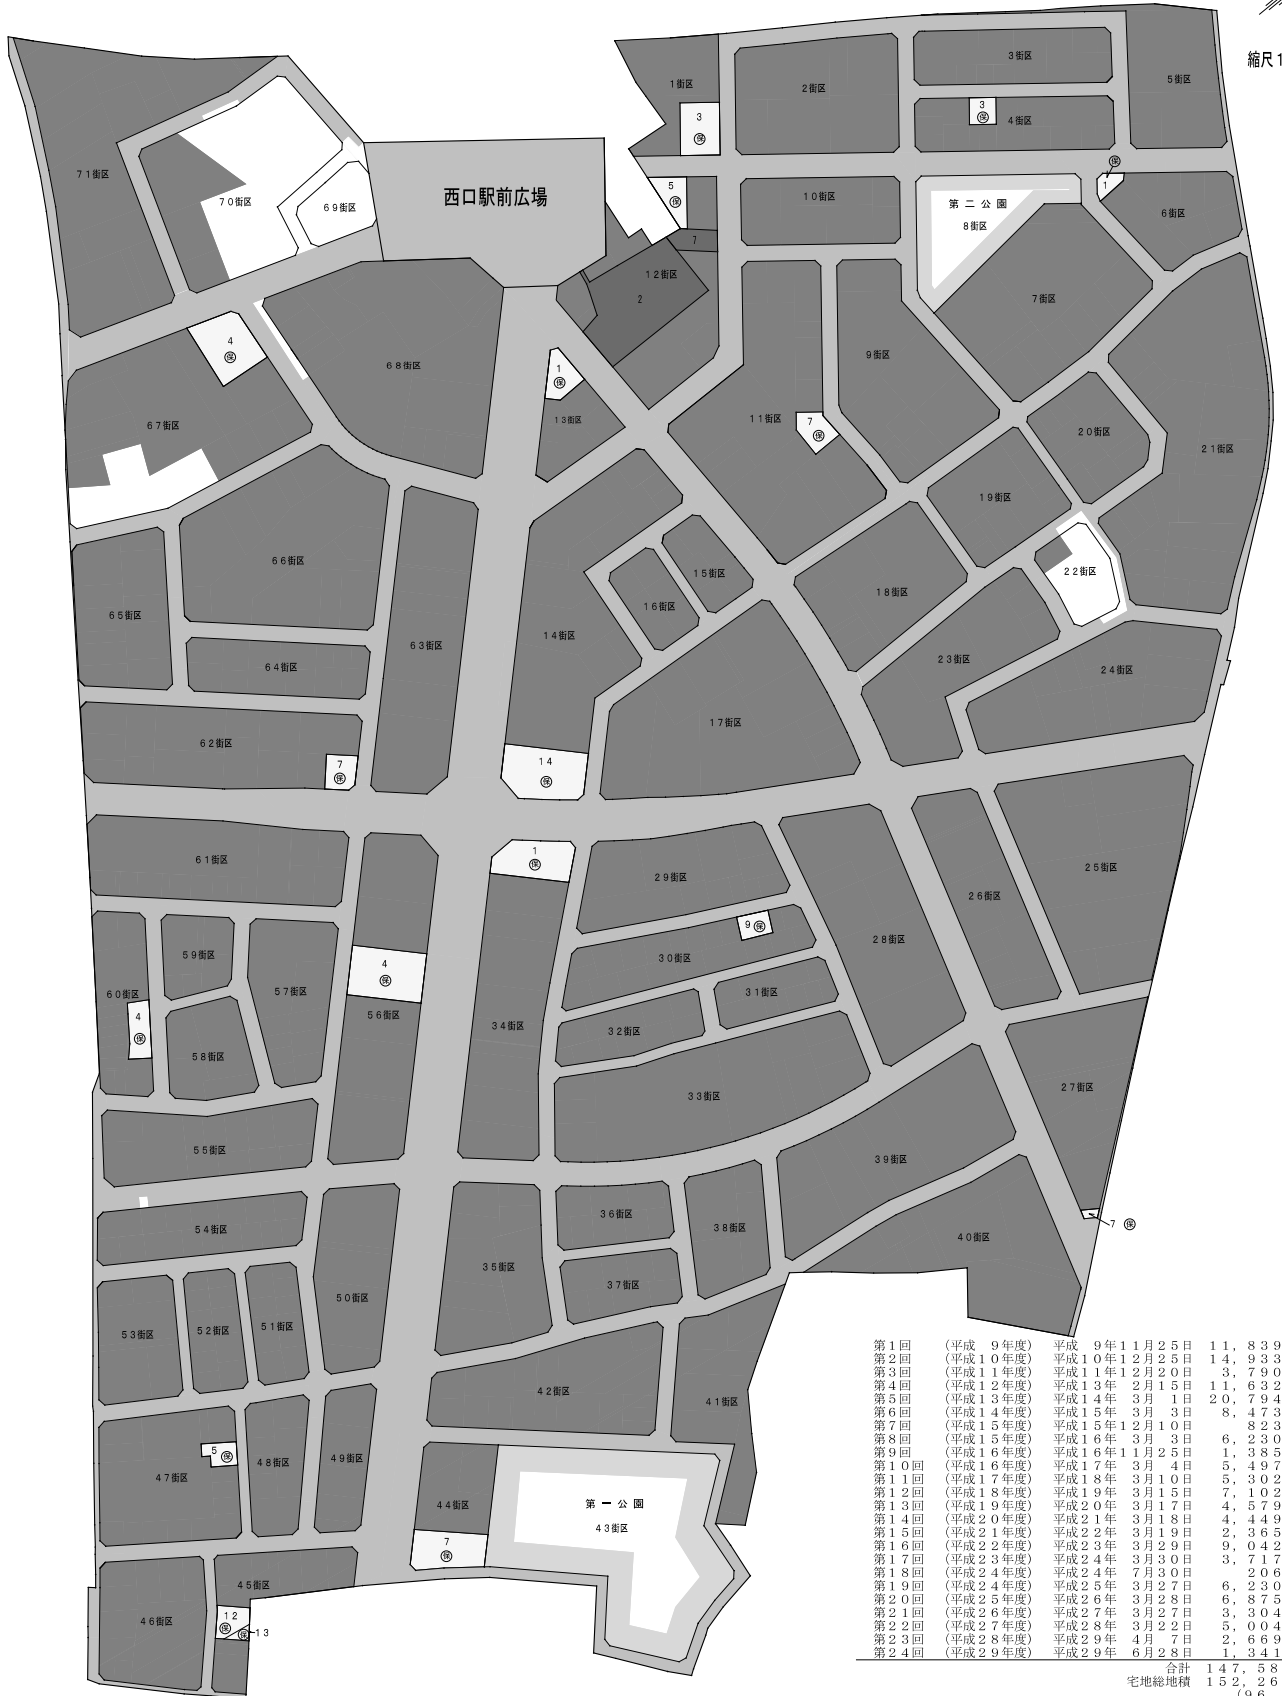 縮尺1
3街区
1街区
2街区
5街区
3
保
3
保
4街区
保
71街区
70街区
69街区
西口駅前広場
5
保
10街区
第二公園
8街区
1
6街区
7
12街区
2
7街区
4
保
68街区
1
保
13街区
9街区
67街区
11街区
7
保
20街区
21街区
19街区
66街区
15街区
22街区
65街区
16街区
18街区
14街区
63街区
64街区
23街区
24街区
62街区
17街区
7
保
14
保
61街区
1
保
29街区
25街区
26街区
9保
28街区
59街区
30街区
4
保
57街区
60街区
31街区
4
保
56街区
34街区
32街区
58街区
27街区
33街区
55街区
39街区
36街区
7 保
54街区
38街区
40街区
35街区
37街区
50街区
53街区
52街区
51街区
42街区
41街区
5
保
47街区
48街区
49街区
44街区
第一公園
43街区
7
保
45街区
46街区
12
保
保
13
第1回 （平成 9年度） 平成 9年11月25日 11，839
第2回 （平成10年度） 平成10年12月25日 14，933
第3回 （平成11年度） 平成11年12月20日 3，790
第4回 （平成12年度） 平成13年 2月15日 11，632
第5回 （平成13年度） 平成14年 3月 1日 20，794
第6回 （平成14年度） 平成15年 3月 3日 8，473
第7回 （平成15年度） 平成15年12月10日 823
第8回 （平成15年度） 平成16年 3月 3日 6，230
第9回 （平成16年度） 平成16年11月25日 1，385
第10回 （平成16年度） 平成17年 3月 4日 5，497
第11回 （平成17年度） 平成18年 3月10日 5，302
第12回 （平成18年度） 平成19年 3月15日 7，102
第13回 （平成19年度） 平成20年 3月17日 4，579
第14回 （平成20年度） 平成21年 3月18日 4，449
第15回 （平成21年度） 平成22年 3月19日 2，365
第16回 （平成22年度） 平成23年 3月29日 9，042
第17回 （平成23年度） 平成24年 3月30日 3，717
第18回 （平成24年度） 平成24年 7月30日 206
第19回 （平成24年度） 平成25年 3月27日 6，230
第20回 （平成25年度） 平成26年 3月28日 6，875
第21回 （平成26年度） 平成27年 3月27日 3，304
第22回 （平成27年度） 平成28年 3月22日 5，004
第23回 （平成28年度） 平成29年 4月 7日 2，669
第24回 （平成29年度） 平成29年 6月28日 1，341
合計 147，58
宅地総地積 152，26
（96